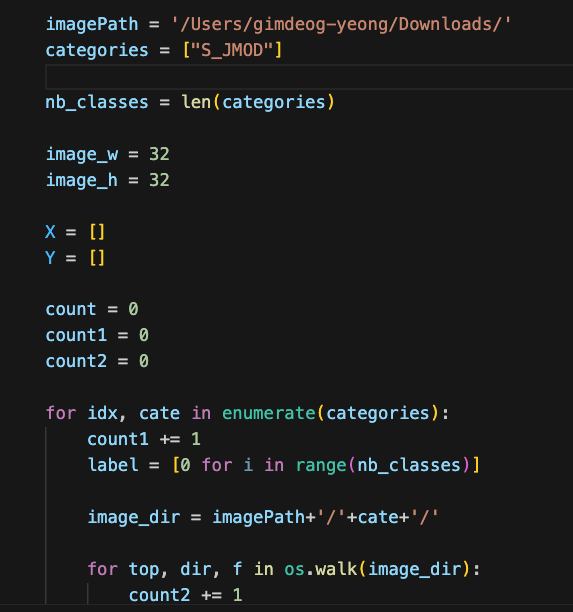 imagePath = '/Users/gimdeog-yeong/Downloads/'
categories = ["S_JMOD"]
nb_classes = len(categories)
image_w = 32
image_h = 32
X = []
Y = []
count = 0
count1 = 0
count2 = 0
for idx, cate in enumerate(categories):
    count1 += 1
    label = [0 for i in range(nb_classes)]
    image_dir = imagePath+'/'+cate+'/'
    for top, dir, f in os.walk(image_dir):
        count2 += 1